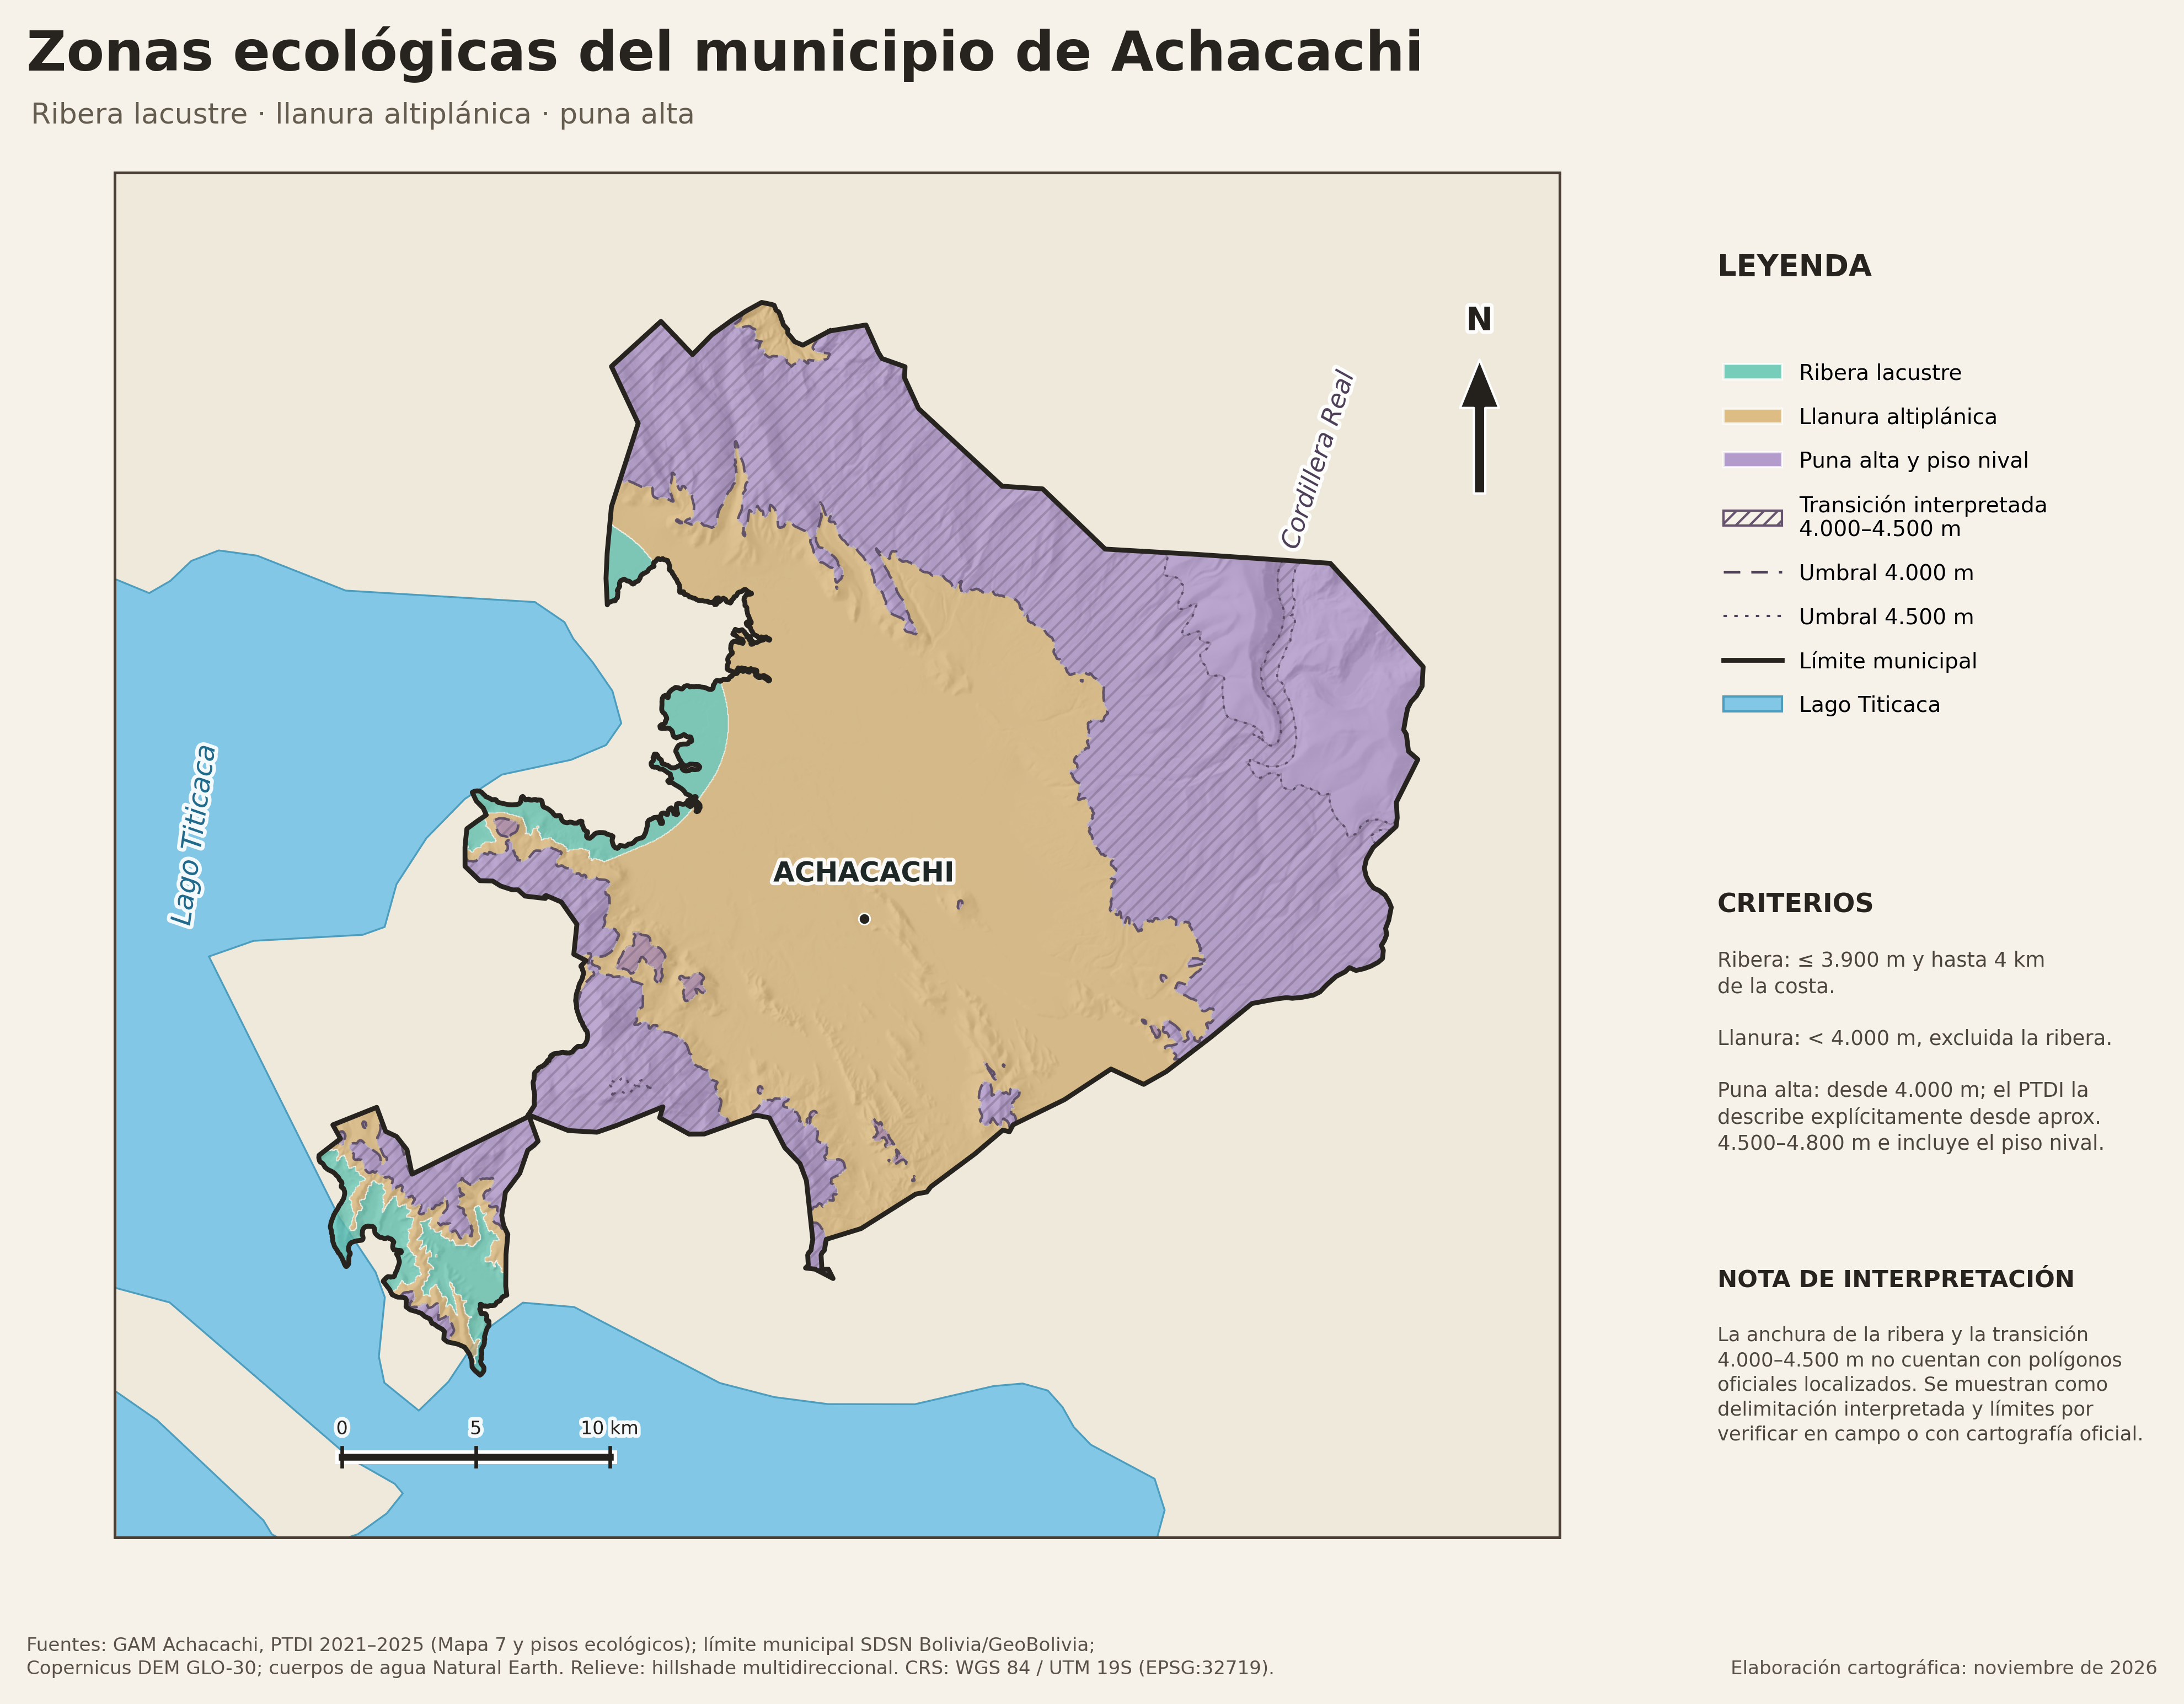 Zonas ecológicas del municipio de Achacachi
Ribera lacustre · llanura altiplánica · puna alta
N
Cordillera Real
Lago Titicaca
ACHACACHI
0
5
10 km
LEYENDA
Ribera lacustre
Llanura altiplánica
Puna alta y piso nival
Transición interpretada
4.000–4.500 m
Umbral 4.000 m
Umbral 4.500 m
Límite municipal
Lago Titicaca
CRITERIOS
Ribera: ≤ 3.900 m y hasta 4 km
de la costa.
Llanura: < 4.000 m, excluida la ribera.
Puna alta: desde 4.000 m; el PTDI la
describe explícitamente desde aprox.
4.500–4.800 m e incluye el piso nival.
NOTA DE INTERPRETACIÓN
La anchura de la ribera y la transición
4.000–4.500 m no cuentan con polígonos
oficiales localizados. Se muestran como
delimitación interpretada y límites por
verificar en campo o con cartografía oficial.
Fuentes: GAM Achacachi, PTDI 2021–2025 (Mapa 7 y pisos ecológicos); límite municipal SDSN Bolivia/GeoBolivia;
Copernicus DEM GLO-30; cuerpos de agua Natural Earth. Relieve: hillshade multidireccional. CRS: WGS 84 / UTM 19S (EPSG:32719).
Elaboración cartográfica: noviembre de 2026